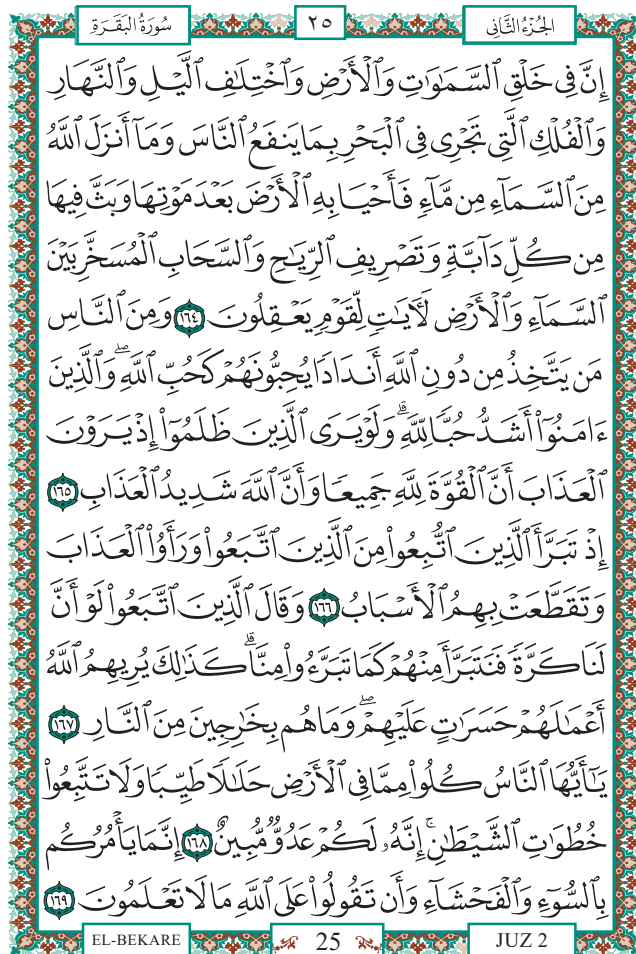 سُورَةُ البَقَرَةِ ٢٥ الجُزْءُ الثَّانِي
إِنَّ فِى خَلْقِ ٱلسَّمَٰوَٰتِ وَٱلْأَرْضِ وَٱخْتِلَٰفِ ٱلَّيْلِ وَٱلنَّهَارِ
وَٱلْفُلْكِ ٱلَّتِى تَجْرِى فِى ٱلْبَحْرِ بِمَا يَنفَعُ ٱلنَّاسَ وَمَآ أَنزَلَ ٱللَّهُ
مِنَ ٱلسَّمَآءِ مِن مَّآءٍ فَأَحْيَا بِهِ ٱلْأَرْضَ بَعْدَ مَوْتِهَا وَبَثَّ فِيهَا
مِن كُلِّ دَآبَّةٍ وَتَصْرِيفِ ٱلرِّيَٰحِ وَٱلسَّحَابِ ٱلْمُسَخَّرِ بَيْنَ
ٱلسَّمَآءِ وَٱلْأَرْضِ لَءَايَٰتٍ لِّقَوْمٍ يَعْقِلُونَ ١٦٤ وَمِنَ ٱلنَّاسِ
مَن يَتَّخِذُ مِن دُونِ ٱللَّهِ أَندَادًا يُحِبُّونَهُمْ كَحُبِّ ٱللَّهِ ۖ وَٱلَّذِينَ
ءَامَنُوٓا۟ أَشَدُّ حُبًّا لِّلَّهِ ۗ وَلَوْ يَرَى ٱلَّذِينَ ظَلَمُوٓا۟ إِذْ يَرَوْنَ
ٱلْعَذَابَ أَنَّ ٱلْقُوَّةَ لِلَّهِ جَمِيعًا وَأَنَّ ٱللَّهَ شَدِيدُ ٱلْعَذَابِ ١٦٥
إِذْ تَبَرَّأَ ٱلَّذِينَ ٱتُّبِعُوا۟ مِنَ ٱلَّذِينَ ٱتَّبَعُوا۟ وَرَأَوُا۟ ٱلْعَذَابَ
وَتَقَطَّعَتْ بِهِمُ ٱلْأَسْبَابُ ١٦٦ وَقَالَ ٱلَّذِينَ ٱتَّبَعُوا۟ لَوْ أَنَّ
لَنَا كَرَّةً فَنَتَبَرَّأَ مِنْهُمْ كَمَا تَبَرَّءُوا۟ مِنَّا ۗ كَذَٰلِكَ يُرِيهِمُ ٱللَّهُ
أَعْمَٰلَهُمْ حَسَرَٰتٍ عَلَيْهِمْ ۖ وَمَا هُم بِخَٰرِجِينَ مِنَ ٱلنَّارِ ١٦٧
يَٰٓأَيُّهَا ٱلنَّاسُ كُلُوا۟ مِمَّا فِى ٱلْأَرْضِ حَلَٰلًا طَيِّبًا وَلَا تَتَّبِعُوا۟
خُطُوَٰتِ ٱلشَّيْطَٰنِ ۚ إِنَّهُۥ لَكُمْ عَدُوٌّ مُّبِينٌ ١٦٨ إِنَّمَا يَأْمُرُكُم
بِٱلسُّوٓءِ وَٱلْفَحْشَآءِ وَأَن تَقُولُوا۟ عَلَى ٱللَّهِ مَا لَا تَعْلَمُونَ ١٦٩
EL-BEKARE 25 JUZ 2